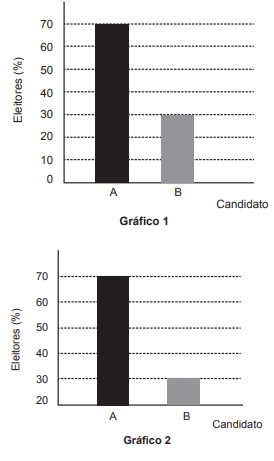 Eleitores (%)
70
60
50
40
30
20
10
0
A B
Candidato
Gráfico 1
Eleitores (%)
70
60
50
40
30
20
A B
Candidato
Gráfico 2